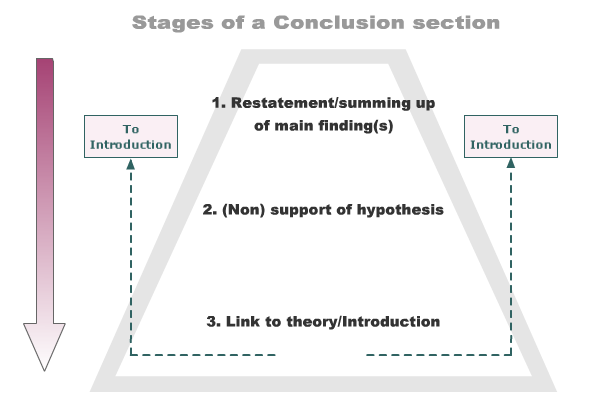 Stages of a Conclusion section
1. Restatement/summing up
of main finding(s)
To
Introduction
To
Introduction
2. (Non) support of hypothesis
3. Link to theory/Introduction